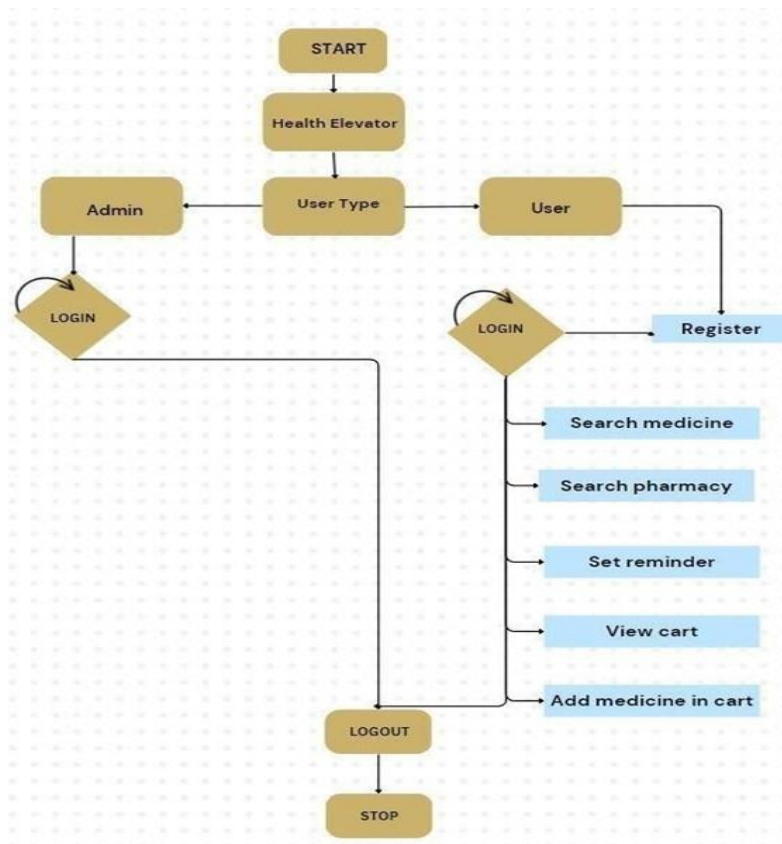 START
Health Elevator
Admin
User Type
User
LOGIN
LOGIN
Register
Search medicine
Search pharmacy
Set reminder
View cart
Add medicine in cart
LOGOUT
STOP